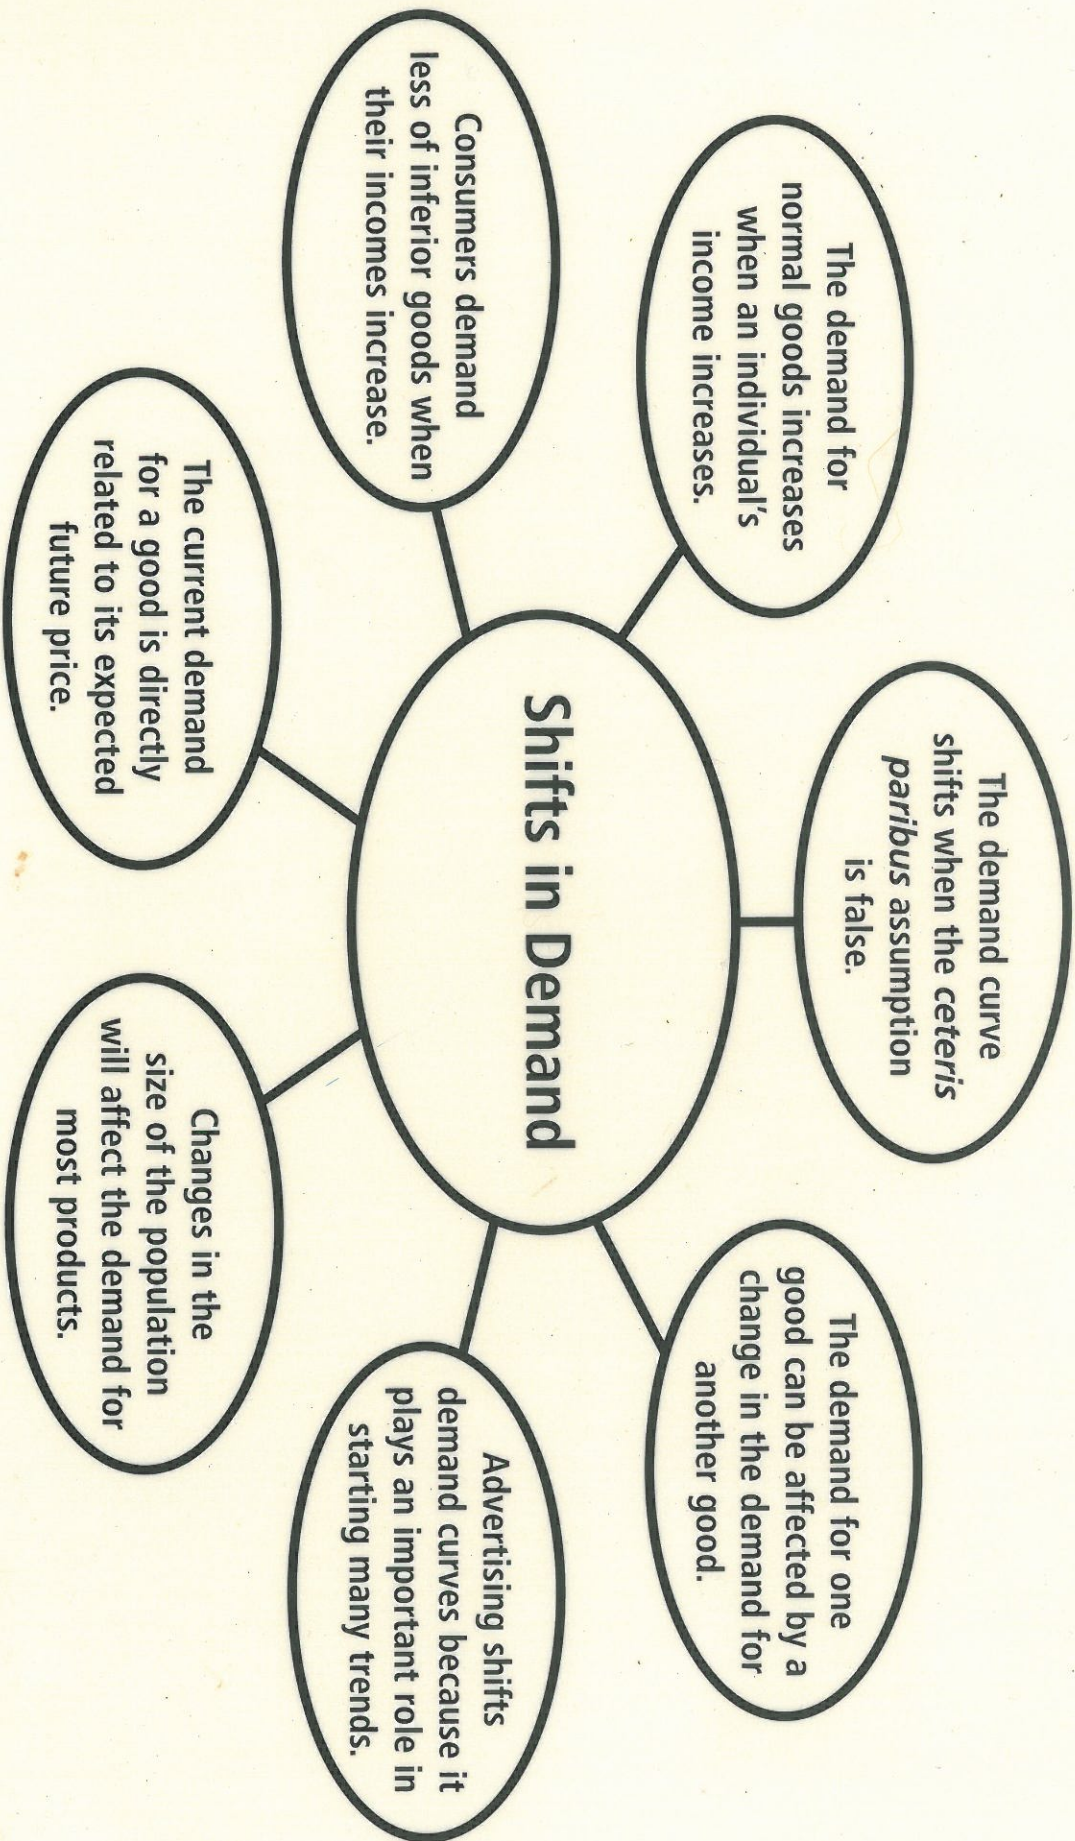 Shifts in Demand
The demand curve
shifts when the ceteris
paribus assumption
is false.
The demand for one
good can be affected by a
change in the demand for
another good.
Advertising shifts
demand curves because it
plays an important role in
starting many trends.
Changes in the
size of the population
will affect the demand for
most products.
The current demand
for a good is directly
related to its expected
future price.
Consumers demand
less of inferior goods when
their incomes increase.
The demand for
normal goods increases
when an individual's
income increases.